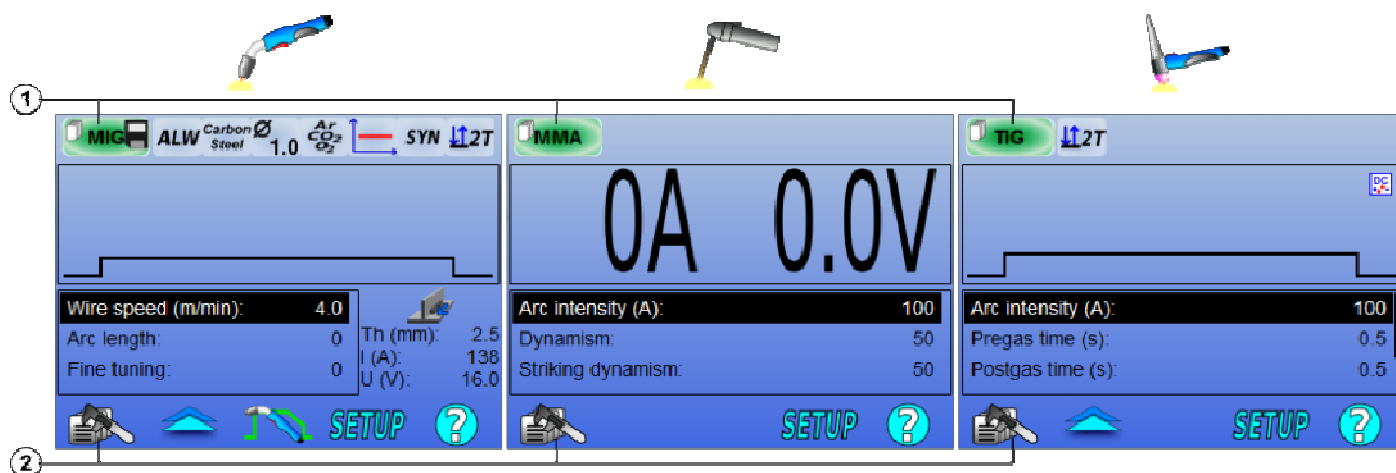 1
MIG ALW Carbon Steel Ø 1.0 Ar CO2 O2 SYN 2T
Wire speed (m/min): 4.0
Arc length: 0
Fine tuning: 0
Th (mm): 2.5
I (A): 138
U (V): 16.0
SETUP ?
MMA
0A 0.0V
Arc intensity (A): 100
Dynamism: 50
Striking dynamism: 50
SETUP ?
TIG 2T
DC
Arc intensity (A): 100
Pregas time (s): 0.5
Postgas time (s): 0.5
SETUP ?
2